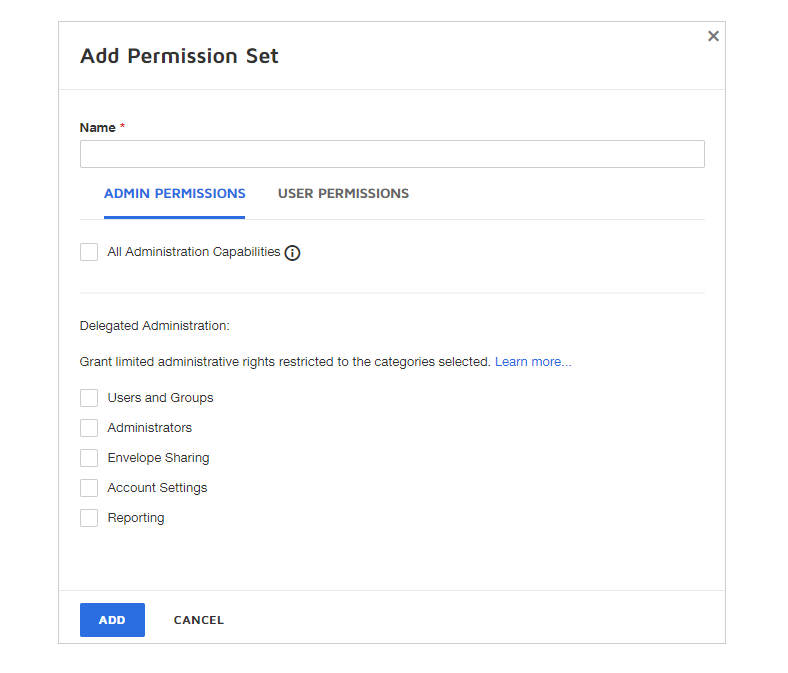 Add Permission Set
Name *
ADMIN PERMISSIONS USER PERMISSIONS
All Administration Capabilities
Delegated Administration:
Grant limited administrative rights restricted to the categories selected. Learn more...
Users and Groups
Administrators
Envelope Sharing
Account Settings
Reporting
ADD CANCEL